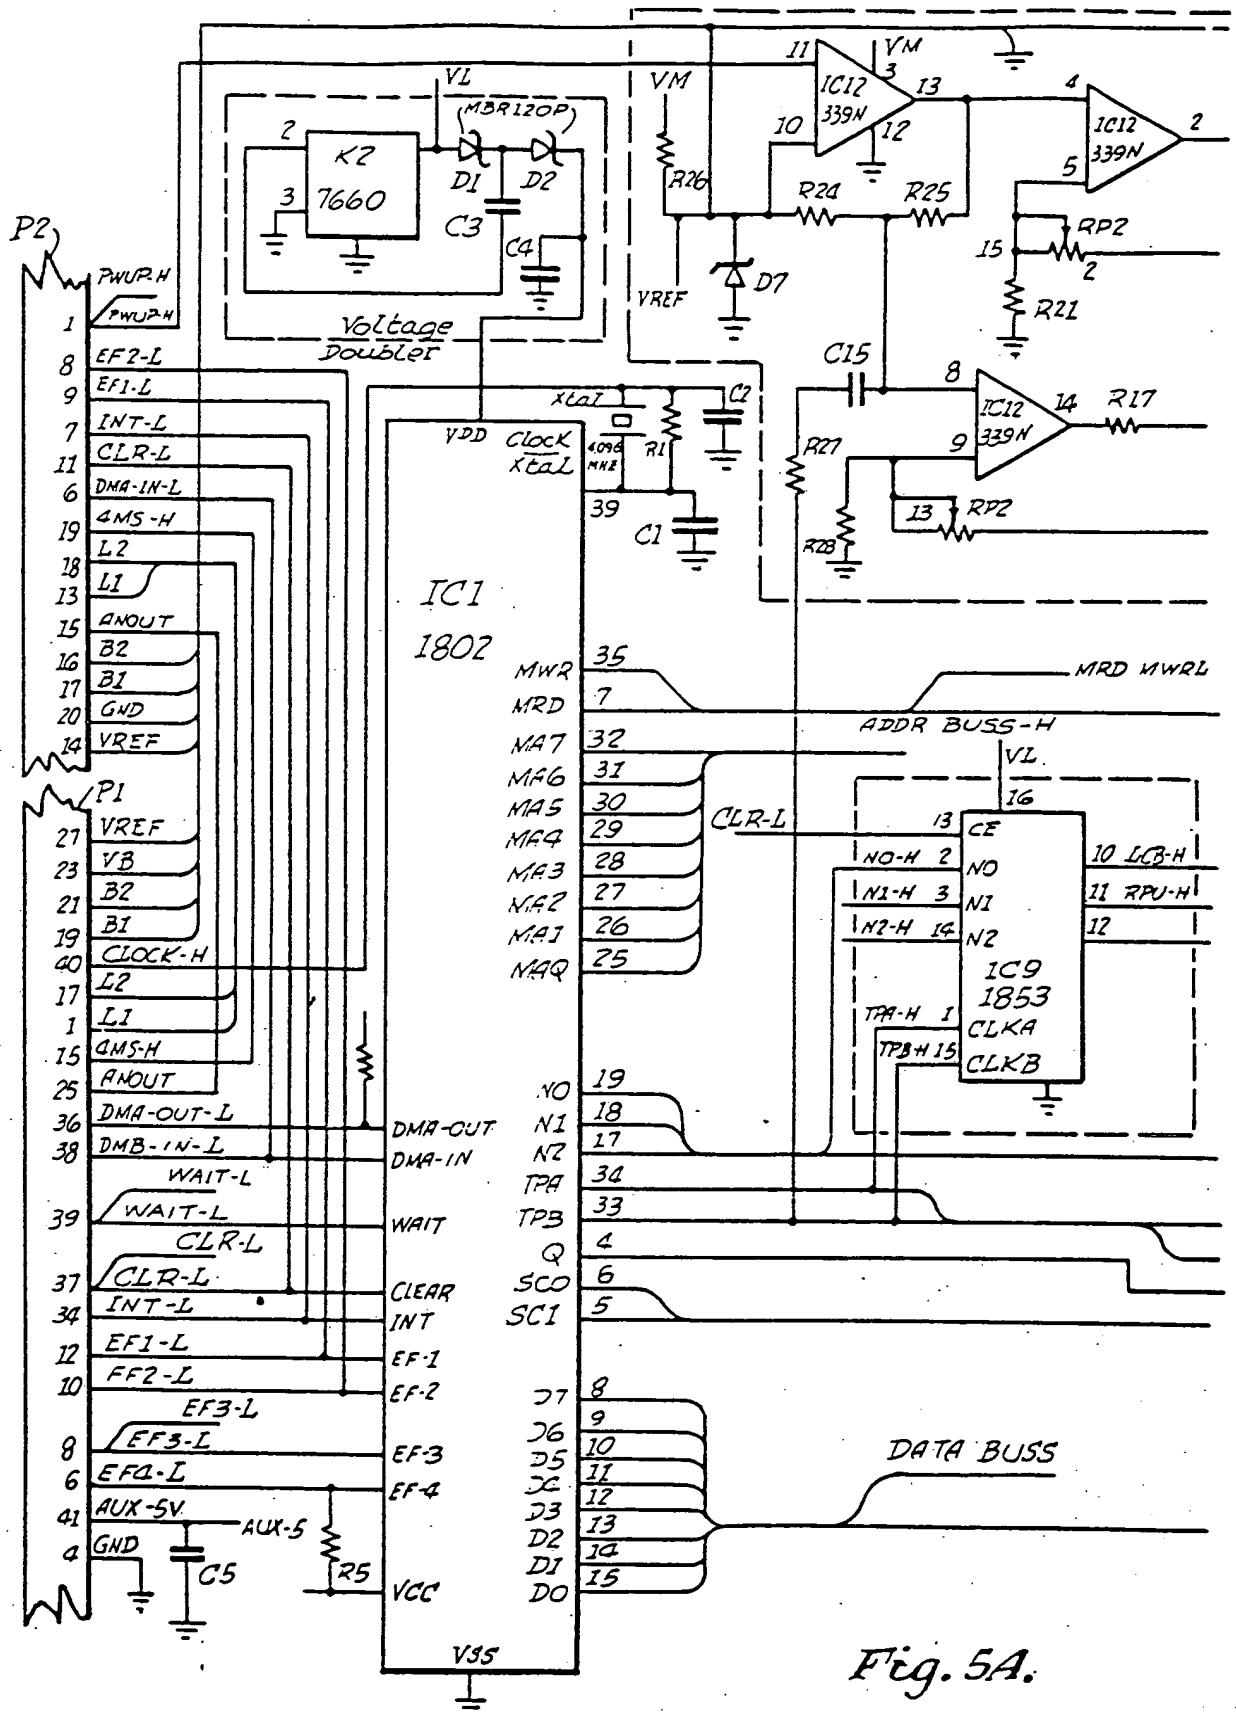 P2
PWUP-H
1 PWUP-H
8 EF2-L
9 EF1-L
7 INT-L
11 CLR-L
6 DMA-IN-L
19 4MS-H
18 L2
13 L1
15 ANOUT
16 B2
17 B1
20 GND
14 VREF
P1
27 VREF
23 VB
21 B2
19 B1
40 CLOCK-H
17 L2
1 L1
15 4MS-H
25 ANOUT
36 DMA-OUT-L
38 DMB-IN-L
WAIT-L
39 WAIT-L
CLR-L
37 CLR-L
34 INT-L
12 EF1-L
10 FF2-L
EF3-L
8 EF3-L
6 EF4-L
41 AUX-5V
AUX-5
4 GND
C5
R5
VL
(MBR120P)
2
K2
3
7660
D1
D2
C3
C4
Voltage
Doubler
VDD
CLOCK
Xtal
Xtal
4.096
MHZ
R1
C2
39
C1
IC1
1802
DMA-OUT
DMA-IN
WAIT
CLEAR
INT
EF-1
EF-2
EF-3
EF-4
VCC
VSS
MWR 35
MRD 7
MRD MWRL
ADDR BUSS-H
MA7 32
MA6 31
MA5 30
MA4 29
MA3 28
MA2 27
MA1 26
MAQ 25
NO 19
N1 18
N2 17
TPA 34
TPB 33
Q 4
SCO 6
SC1 5
D7 8
D6 9
D5 10
D4 11
D3 12
D2 13
D1 14
DO 15
DATA BUSS
VM
R26
VREF
D7
11
10
IC12
339N
VM
3
13
12
R24
R25
4
5
IC12
339N
2
RP2
15
2
R21
C15
8
9
IC12
339N
14
R17
R27
R28
13
RP2
VL
16
CLR-L 13 CE
NO-H 2 NO
N1-H 3 N1
N2-H 14 N2
10 LCB-H
11 RPU-H
12
IC9
1853
TPA-H 1 CLKA
TPB-H 15 CLKB
Fig. 5A.